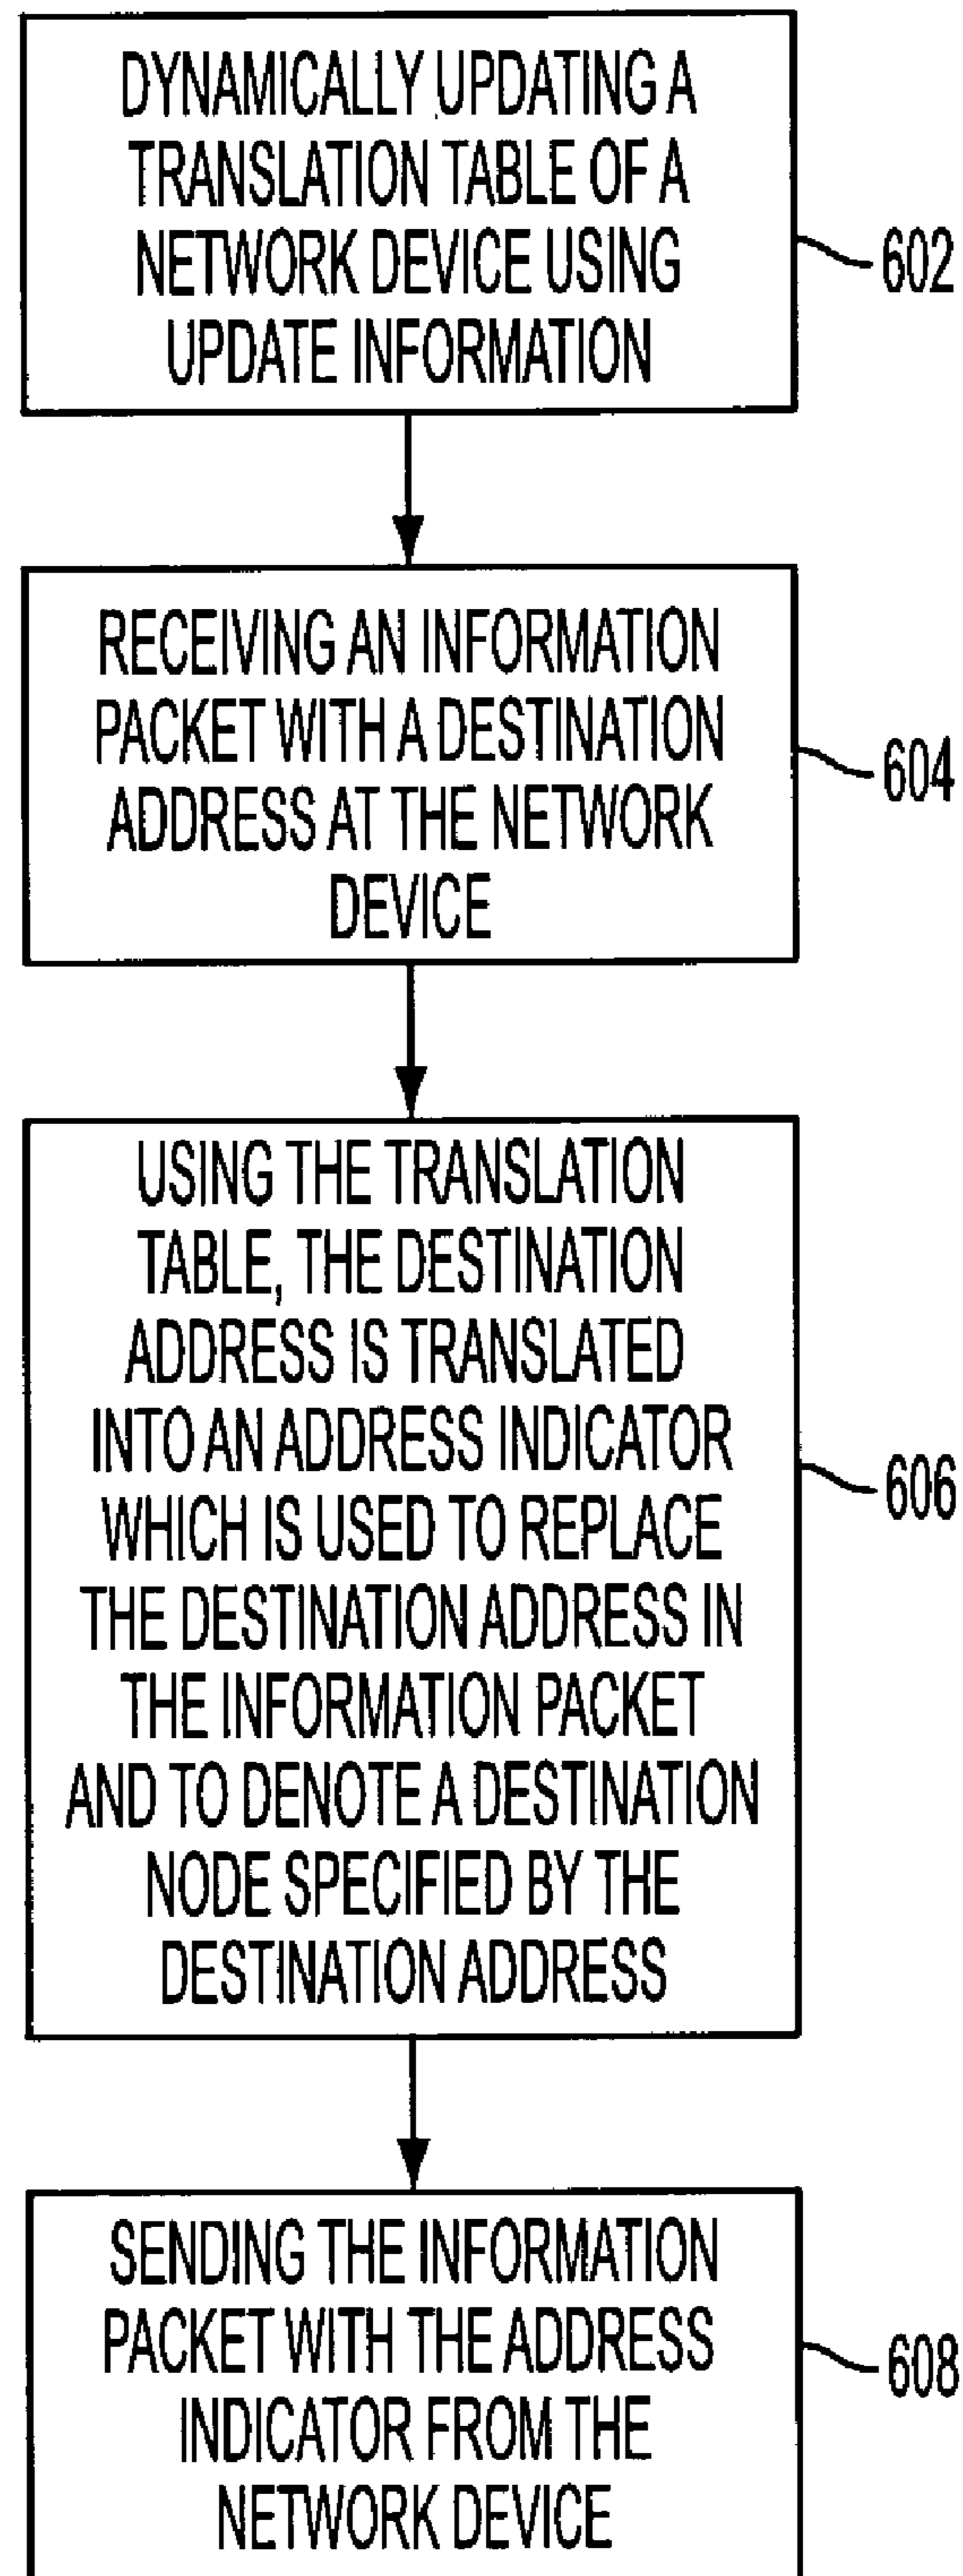 DYNAMICALLY UPDATING A
TRANSLATION TABLE OF A
NETWORK DEVICE USING
UPDATE INFORMATION
602
RECEIVING AN INFORMATION
PACKET WITH A DESTINATION
ADDRESS AT THE NETWORK
DEVICE
604
USING THE TRANSLATION
TABLE, THE DESTINATION
ADDRESS IS TRANSLATED
INTO AN ADDRESS INDICATOR
WHICH IS USED TO REPLACE
THE DESTINATION ADDRESS IN
THE INFORMATION PACKET
AND TO DENOTE A DESTINATION
NODE SPECIFIED BY THE
DESTINATION ADDRESS
606
SENDING THE INFORMATION
PACKET WITH THE ADDRESS
INDICATOR FROM THE
NETWORK DEVICE
608